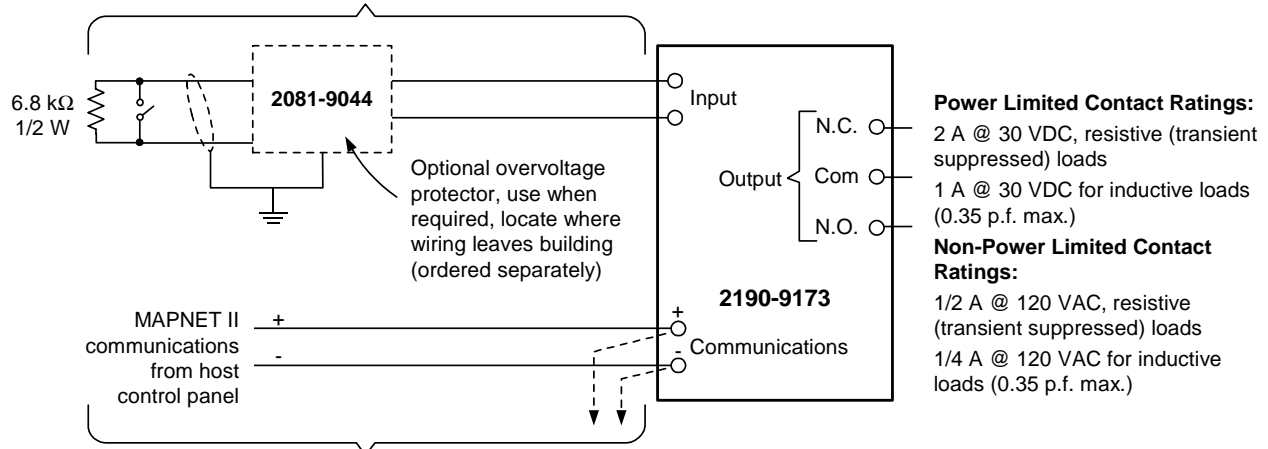 6.8 kΩ
1/2 W
2081-9044
Optional overvoltage
protector, use when
required, locate where
wiring leaves building
(ordered separately)
MAPNET II
communications
from host
control panel
+
-
Input
Output
N.C.
Com
N.O.
2190-9173
+
-
Communications
Power Limited Contact Ratings:
2 A @ 30 VDC, resistive (transient
suppressed) loads
1 A @ 30 VDC for inductive loads
(0.35 p.f. max.)
Non-Power Limited Contact
Ratings:
1/2 A @ 120 VAC, resistive
(transient suppressed) loads
1/4 A @ 120 VAC for inductive
loads (0.35 p.f. max.)